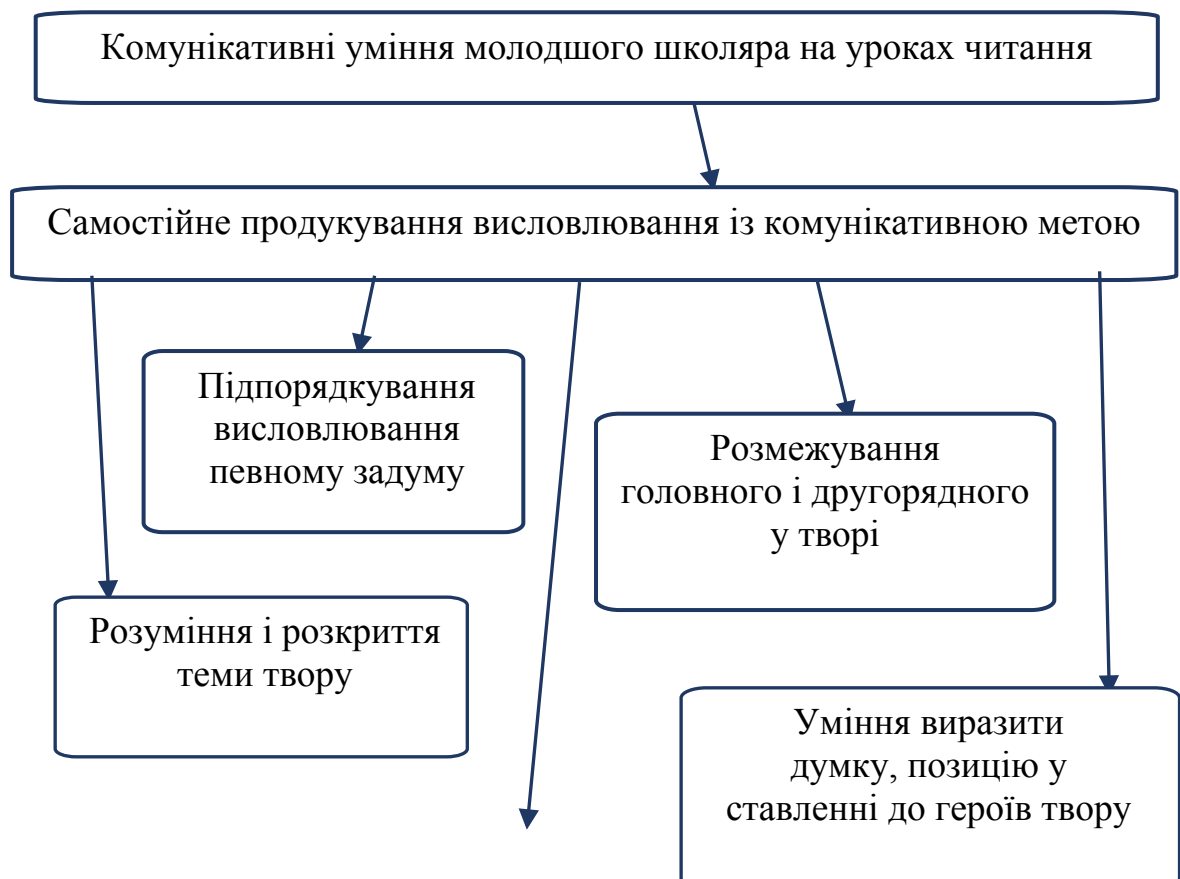 Комунікативні уміння молодшого школяра на уроках читання
Самостійне продукування висловлювання із комунікативною метою
Підпорядкування
висловлювання
певному задуму
Розмежування
головного і другорядного
у творі
Розуміння і розкриття
теми твору
Уміння виразити
думку, позицію у
ставленні до героїв твору